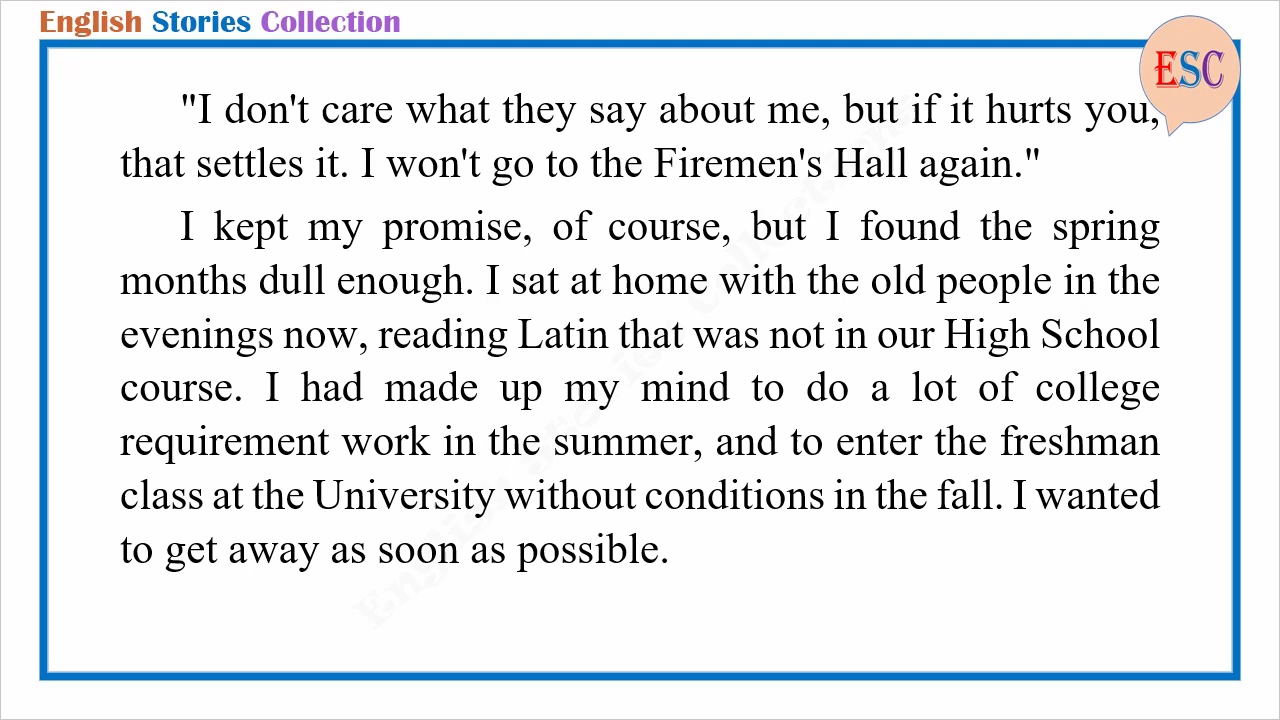 English Stories Collection
ESC
"I don't care what they say about me, but if it hurts you,
that settles it. I won't go to the Firemen's Hall again."
I kept my promise, of course, but I found the spring
months dull enough. I sat at home with the old people in the
evenings now, reading Latin that was not in our High School
course. I had made up my mind to do a lot of college
requirement work in the summer, and to enter the freshman
class at the University without conditions in the fall. I wanted
to get away as soon as possible.
English Stories Collections